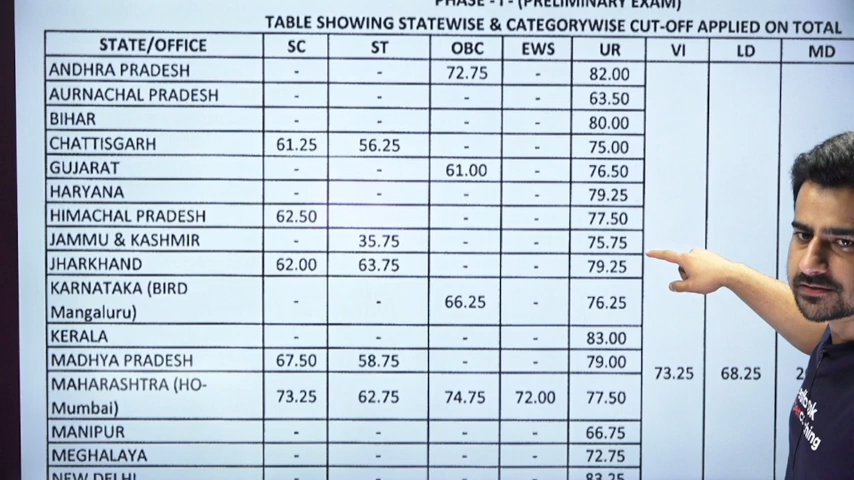 PHASE - I - (PRELIMINARY EXAM)
TABLE SHOWING STATEWISE & CATEGORYWISE CUT-OFF APPLIED ON TOTAL
STATE/OFFICE SC ST OBC EWS UR VI LD MD
ANDHRA PRADESH - - 72.75 - 82.00
AURNACHAL PRADESH - - - - 63.50
BIHAR - - - - 80.00
CHATTISGARH 61.25 56.25 - - 75.00
GUJARAT - - 61.00 - 76.50
HARYANA - - - - 79.25
HIMACHAL PRADESH 62.50 - - 77.50
JAMMU & KASHMIR - 35.75 - - 75.75
JHARKHAND 62.00 63.75 - - 79.25
KARNATAKA (BIRD
Mangaluru) - - 66.25 - 76.25
KERALA - - - - 83.00
MADHYA PRADESH 67.50 58.75 - - 79.00
73.25 68.25
MAHARASHTRA (HO-
Mumbai) 73.25 62.75 74.75 72.00 77.50
MANIPUR - - - - 66.75
MEGHALAYA - - - - 72.75
NEW DELHI - - - - 83.25